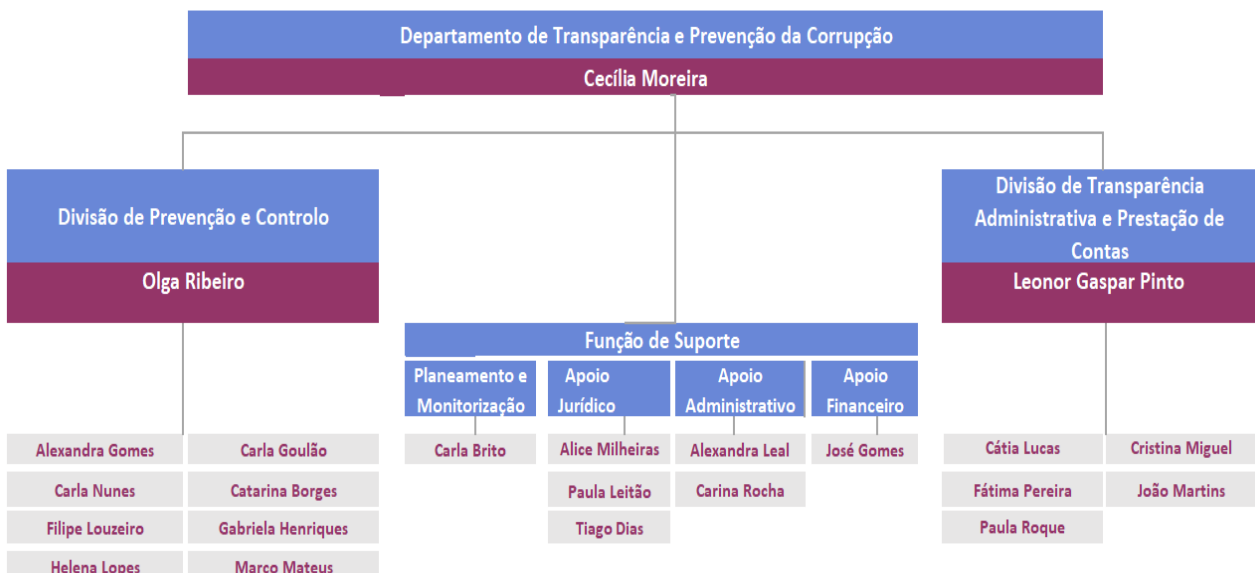 Departamento de Transparência e Prevenção da Corrupção
Cecília Moreira
Divisão de Prevenção e Controlo
Olga Ribeiro
Divisão de Transparência
Administrativa e Prestação de
Contas
Leonor Gaspar Pinto
Função de Suporte
Planeamento e
Monitorização
Apoio
Jurídico
Apoio
Administrativo
Apoio
Financeiro
Alexandra Gomes
Carla Goulão
Carla Nunes
Catarina Borges
Filipe Louzeiro
Gabriela Henriques
Helena Lopes
Marco Mateus
Carla Brito
Alice Milheiras
Paula Leitão
Tiago Dias
Alexandra Leal
Carina Rocha
José Gomes
Cátia Lucas
Cristina Miguel
Fátima Pereira
João Martins
Paula Roque